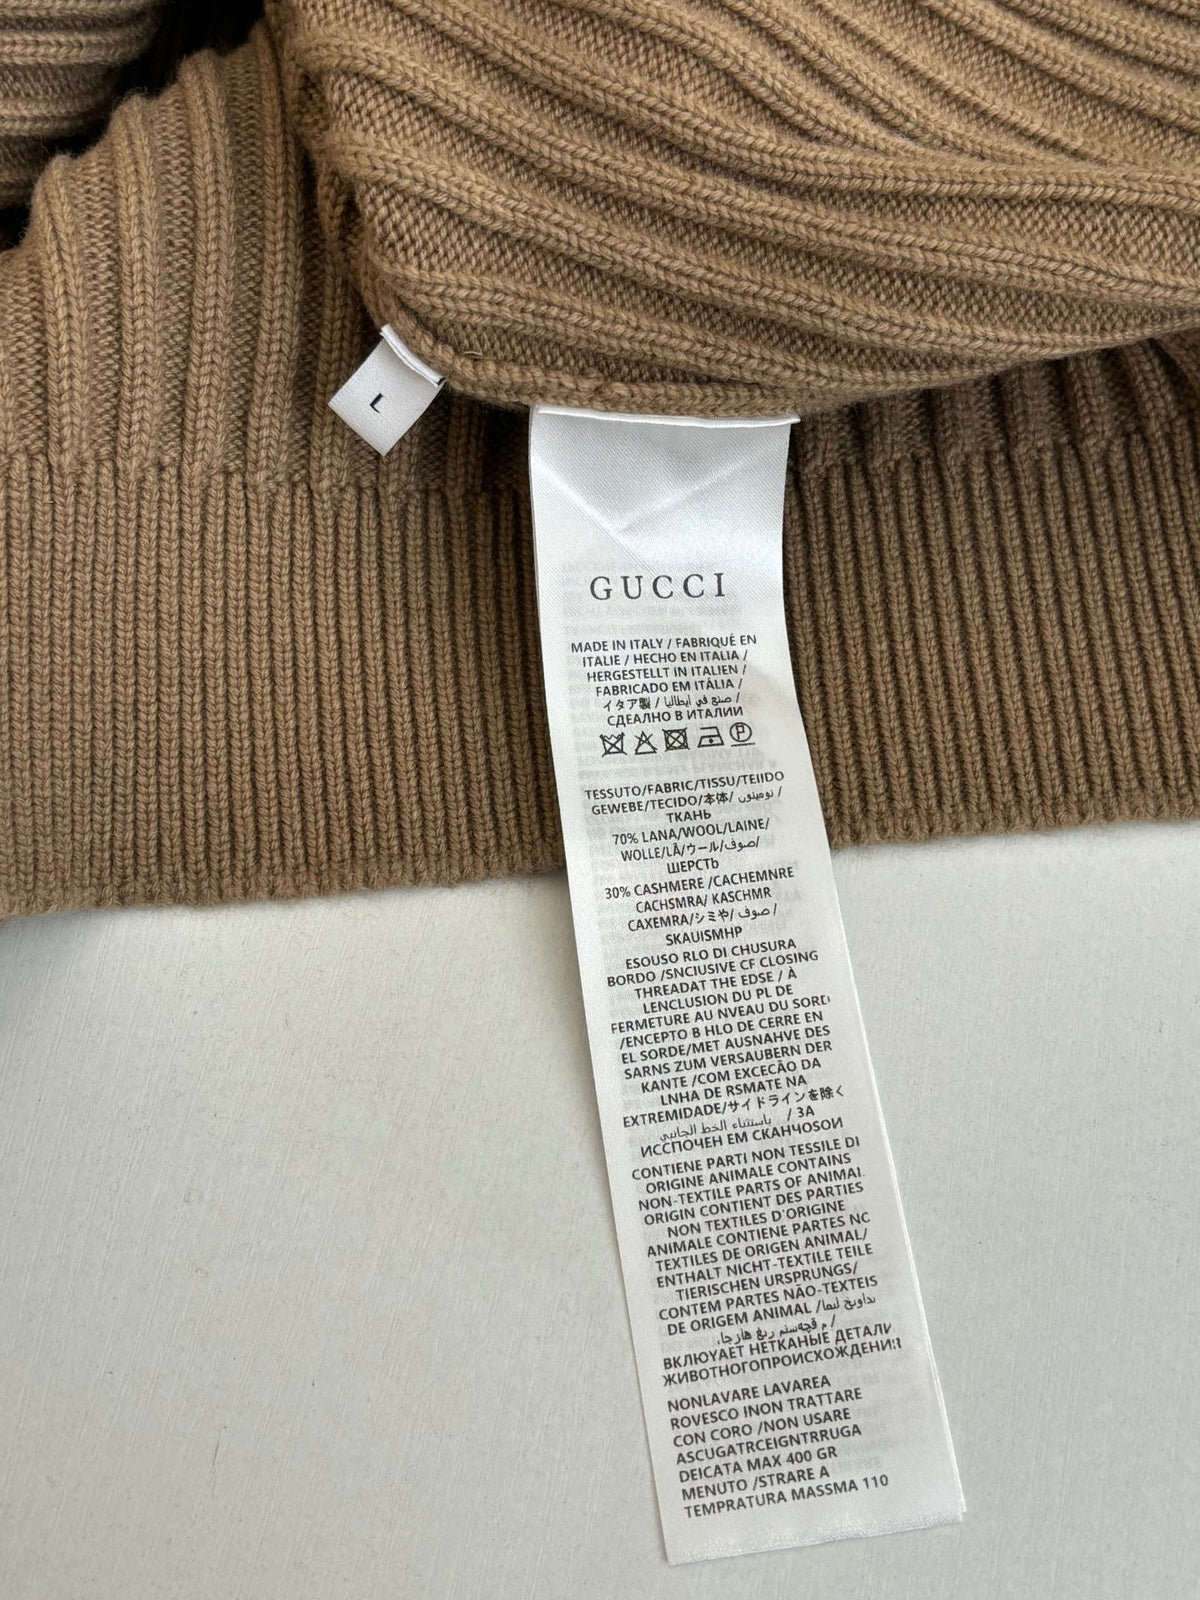 L
GUCCI
MADE IN ITALY / FABRIQUÉ EN
ITALIE / HECHO EN ITALIA /
HERGESTELLT IN ITALIEN /
FABRICADO EM ITÁLIA /
イタア製 / صنع في ايطاليا /
СДЕАЛНО В ИТАЛИИ
P
TESSUTO/FABRIC/TISSU/TEIIDO
GEWEBE/TECIDO/本体/ /
ТКАНЬ
70% LANA/WOOL/LAINE/
WOLLE/LÃ/ウール/صوف/
ШЕРСТЬ
30% CASHMERE /CACHEMNRE
CACHSMRA/ KASCHMR
CAXEMRA/シミや/ صوف /
SKAUISMHP
ESOUSO RLO DI CHUSURA
BORDO /SNCIUSIVE CF CLOSING
THREADAT THE EDSE / À
LENCLUSION DU PL DE
FERMETURE AU NVEAU DU SORD
/ENCEPTO B HLO DE CERRE EN
EL SORDE/MET AUSNAHVE DES
SARNS ZUM VERSAUBERN DER
KANTE /COM EXCECÃO DA
LNHA DE RSMATE NA
EXTREMIDADE/サイドラインを除く
باستثناء الخط الجانبي / ЗА
ИССПОЧЕН ЕМ СКАНЧОЅОИ
CONTIENE PARTI NON TESSILE DI
ORIGINE ANIMALE CONTAINS
NON-TEXTILE PARTS OF ANIMAL
ORIGIN CONTIENT DES PARTIES
NON TEXTILES D'ORIGINE
ANIMALE CONTIENE PARTES NC
TEXTILES DE ORIGEN ANIMAL/
ENTHALT NICHT-TEXTILE TEILE
TIERISCHEN URSPRUNGS/
CONTEM PARTES NÃO-TEXTEIS
DE ORIGEM ANIMAL /
/
ВКЛЮYАЕТ НЕТКАНЫЕ ДЕТАЛИ
ЖИВОТНОГОПРОИСХОЖДЕНИЯ
NONLAVARE LAVAREA
ROVESCO INON TRATTARE
CON CORO /NON USARE
ASCUGATRCEIGNTRRUGA
DEICATA MAX 400 GR
MENUTO /STRARE A
TEMPRATURA MASSMA 110